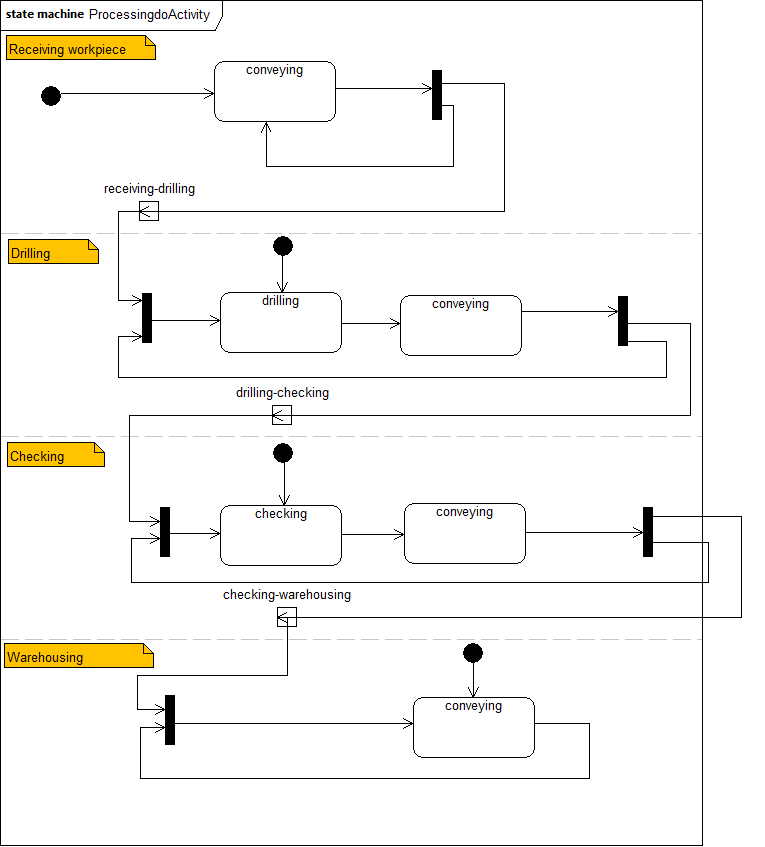 state machine ProcessingdoActivity
Receiving workpiece
conveying
receiving-drilling
Drilling
drilling
conveying
drilling-checking
Checking
checking
conveying
checking-warehousing
Warehousing
conveying